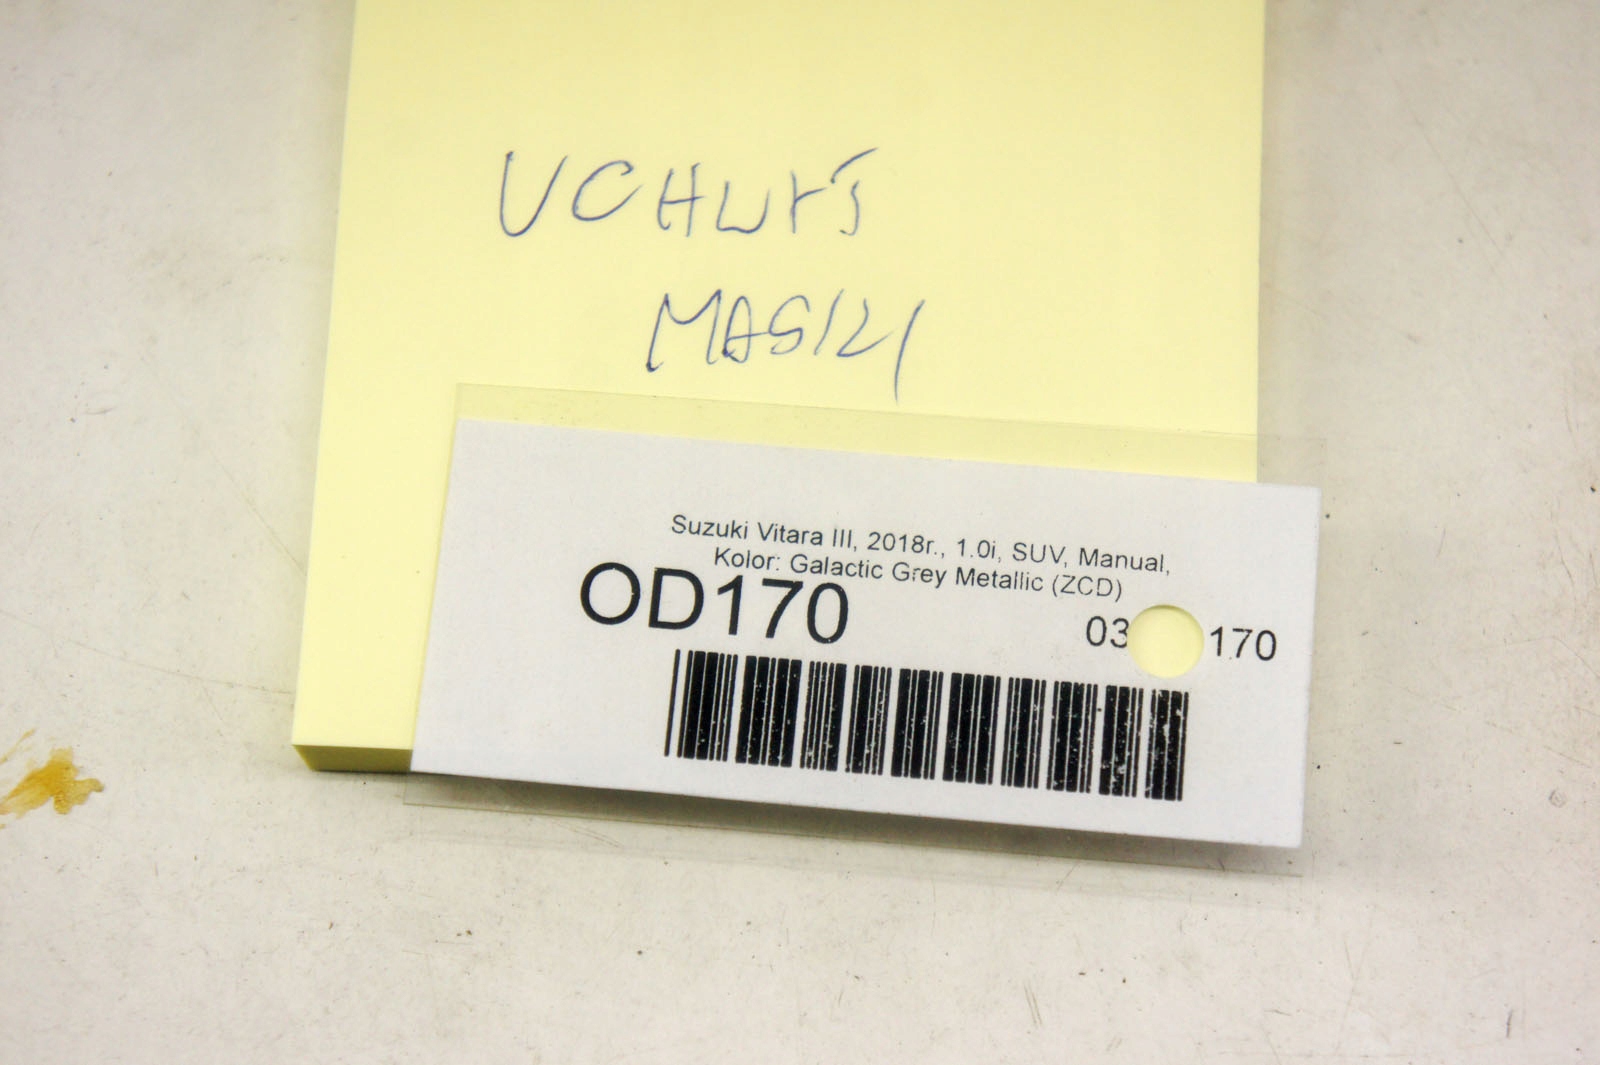 UCHWYT
MASKI
Suzuki Vitara III, 2018r., 1.0i, SUV, Manual,
Kolor: Galactic Grey Metallic (ZCD)
OD170
03 170